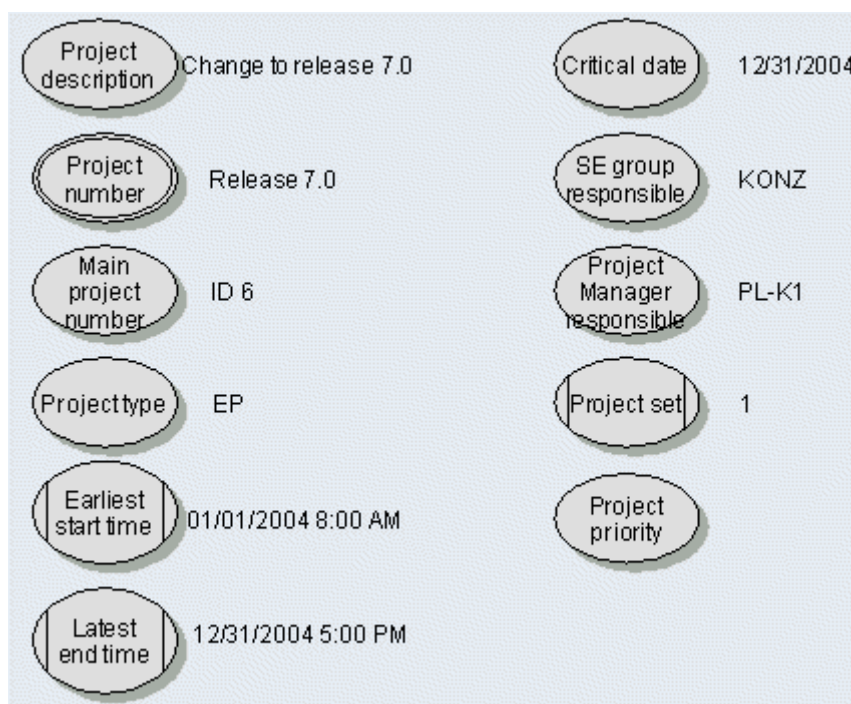 Project
description
Change to release 7.0
Project
number
Release 7.0
Main
project
number
ID 6
Project type
EP
Earliest
start time
01/01/2004 8:00 AM
Latest
end time
12/31/2004 5:00 PM
Critical date
12/31/2004
SE group
responsible
KONZ
Project
Manager
responsible
PL-K1
Project set
1
Project
priority